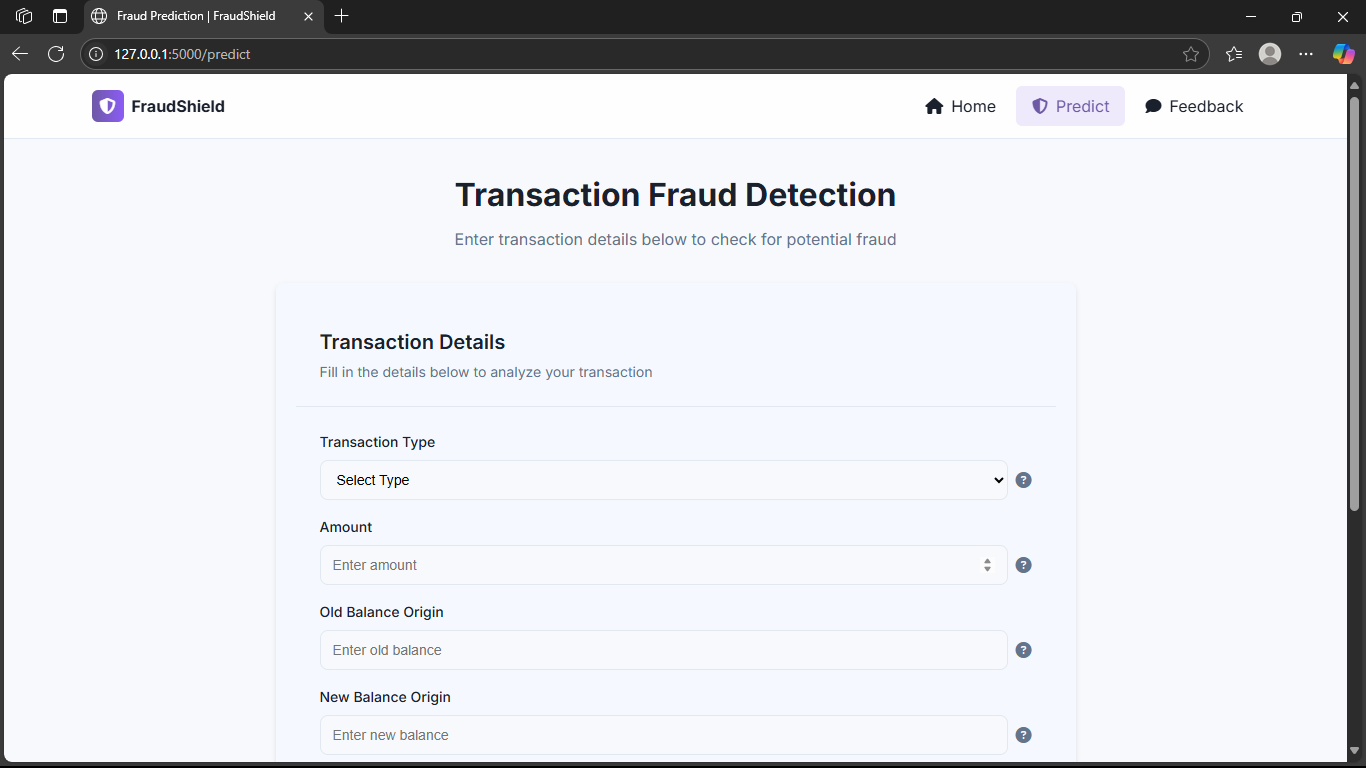 Fraud Prediction | FraudShield
127.0.0.1:5000/predict
FraudShield
Home
Predict
Feedback
Transaction Fraud Detection
Enter transaction details below to check for potential fraud
Transaction Details
Fill in the details below to analyze your transaction
Transaction Type
Select Type
?
Amount
Enter amount
?
Old Balance Origin
Enter old balance
?
New Balance Origin
Enter new balance
?